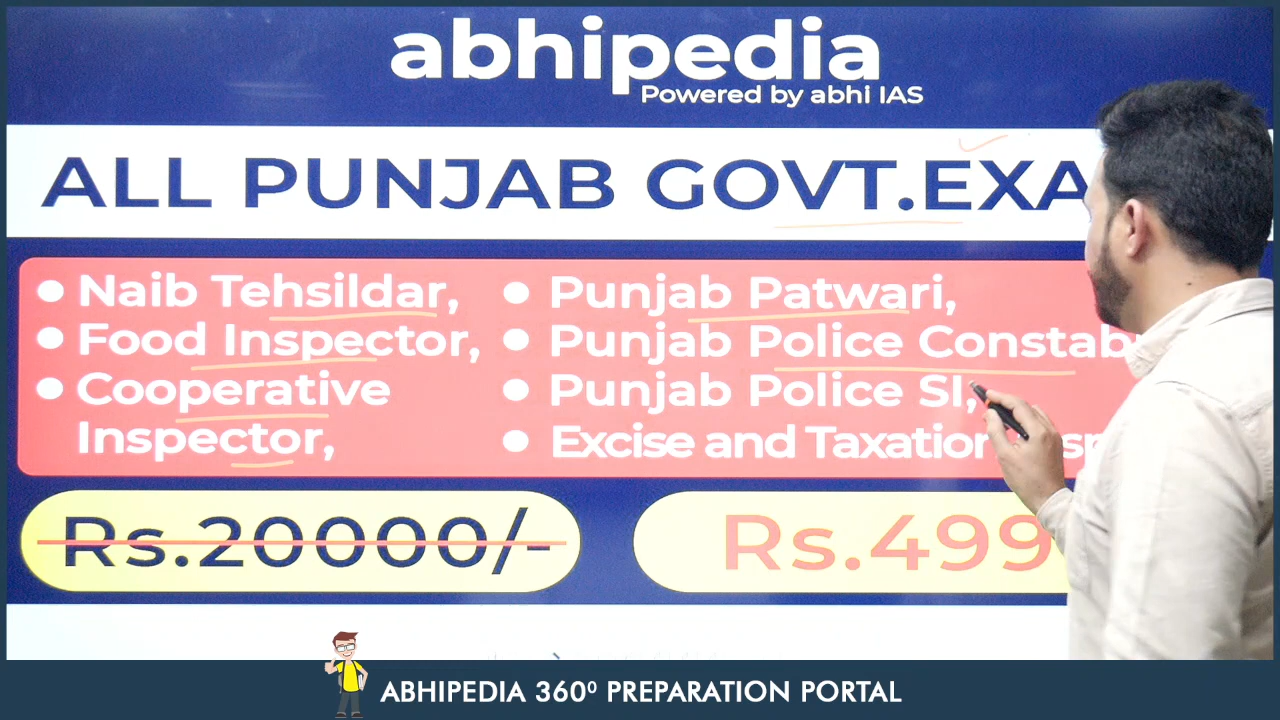 abhipedia
Powered by abhi IAS
ALL PUNJAB GOVT.EXA
• Naib Tehsildar,
• Food Inspector,
• Cooperative
Inspector,
• Punjab Patwari,
• Punjab Police Constab
• Punjab Police SI,
• Excise and Taxation
Rs.20000/-
Rs.499
ABHIPEDIA 360⁰ PREPARATION PORTAL